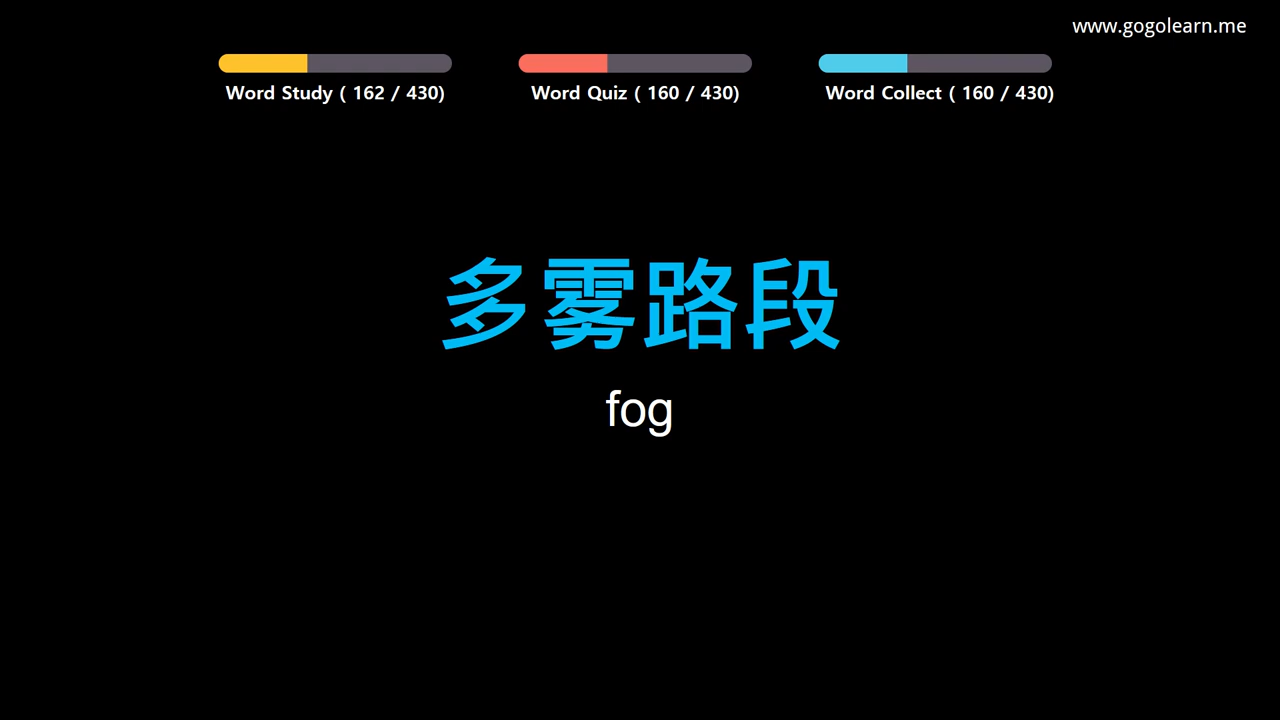 www.gogolearn.me
Word Study ( 162 / 430)
Word Quiz ( 160 / 430)
Word Collect ( 160 / 430)
多雾路段
fog